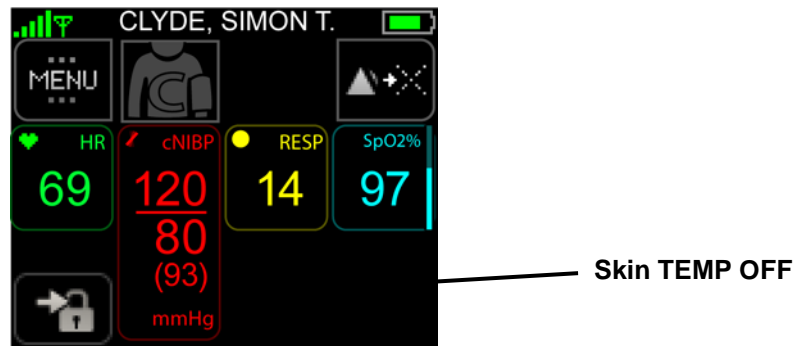 CLYDE, SIMON T.
MENU
C
HR
cNIBP
RESP
SpO2%
69
120
14
97
80
(93)
mmHg
Skin TEMP OFF